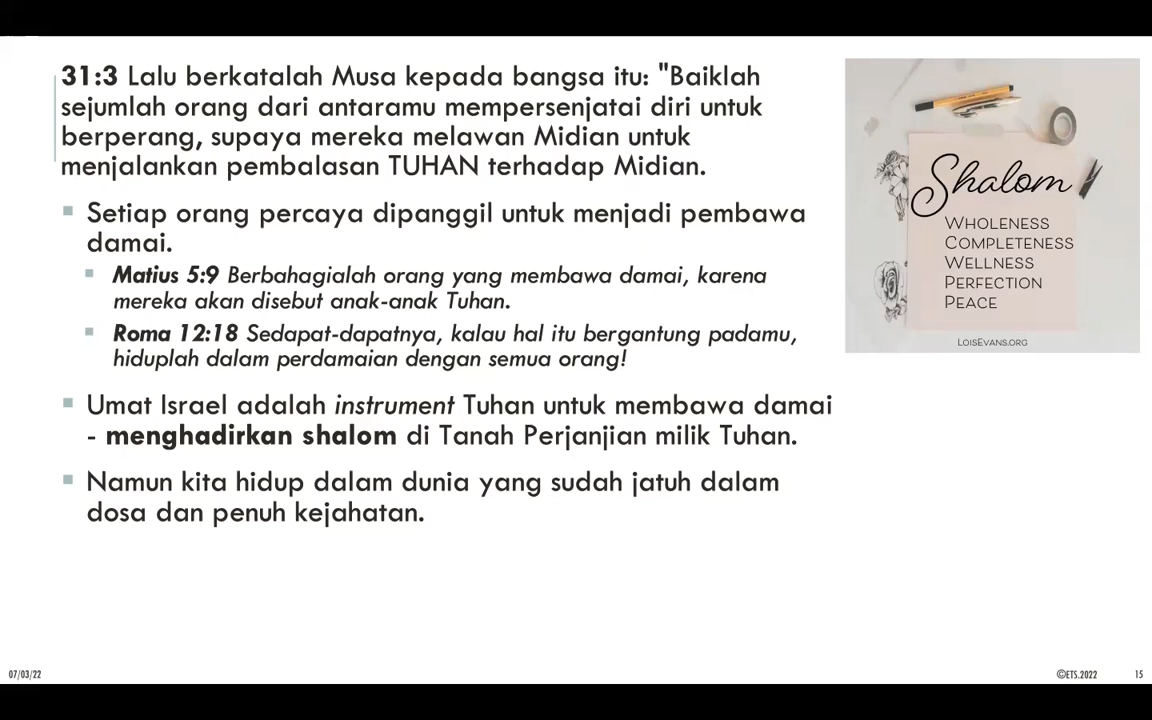 31:3 Lalu berkatalah Musa kepada bangsa itu: "Baiklah
sejumlah orang dari antaramu mempersenjatai diri untuk
berperang, supaya mereka melawan Midian untuk
menjalankan pembalasan TUHAN terhadap Midian.
Setiap orang percaya dipanggil untuk menjadi pembawa
damai.
Matius 5:9 Berbahagialah orang yang membawa damai, karena
mereka akan disebut anak-anak Tuhan.
Roma 12:18 Sedapat-dapatnya, kalau hal itu bergantung padamu,
hiduplah dalam perdamaian dengan semua orang!
Umat Israel adalah instrument Tuhan untuk membawa damai
- menghadirkan shalom di Tanah Perjanjian milik Tuhan.
Namun kita hidup dalam dunia yang sudah jatuh dalam
dosa dan penuh kejahatan.
Shalom
WHOLENESS
COMPLETENESS
WELLNESS
PERFECTION
PEACE
LOISEVANS.ORG
07/03/22
©ETS.2022
15